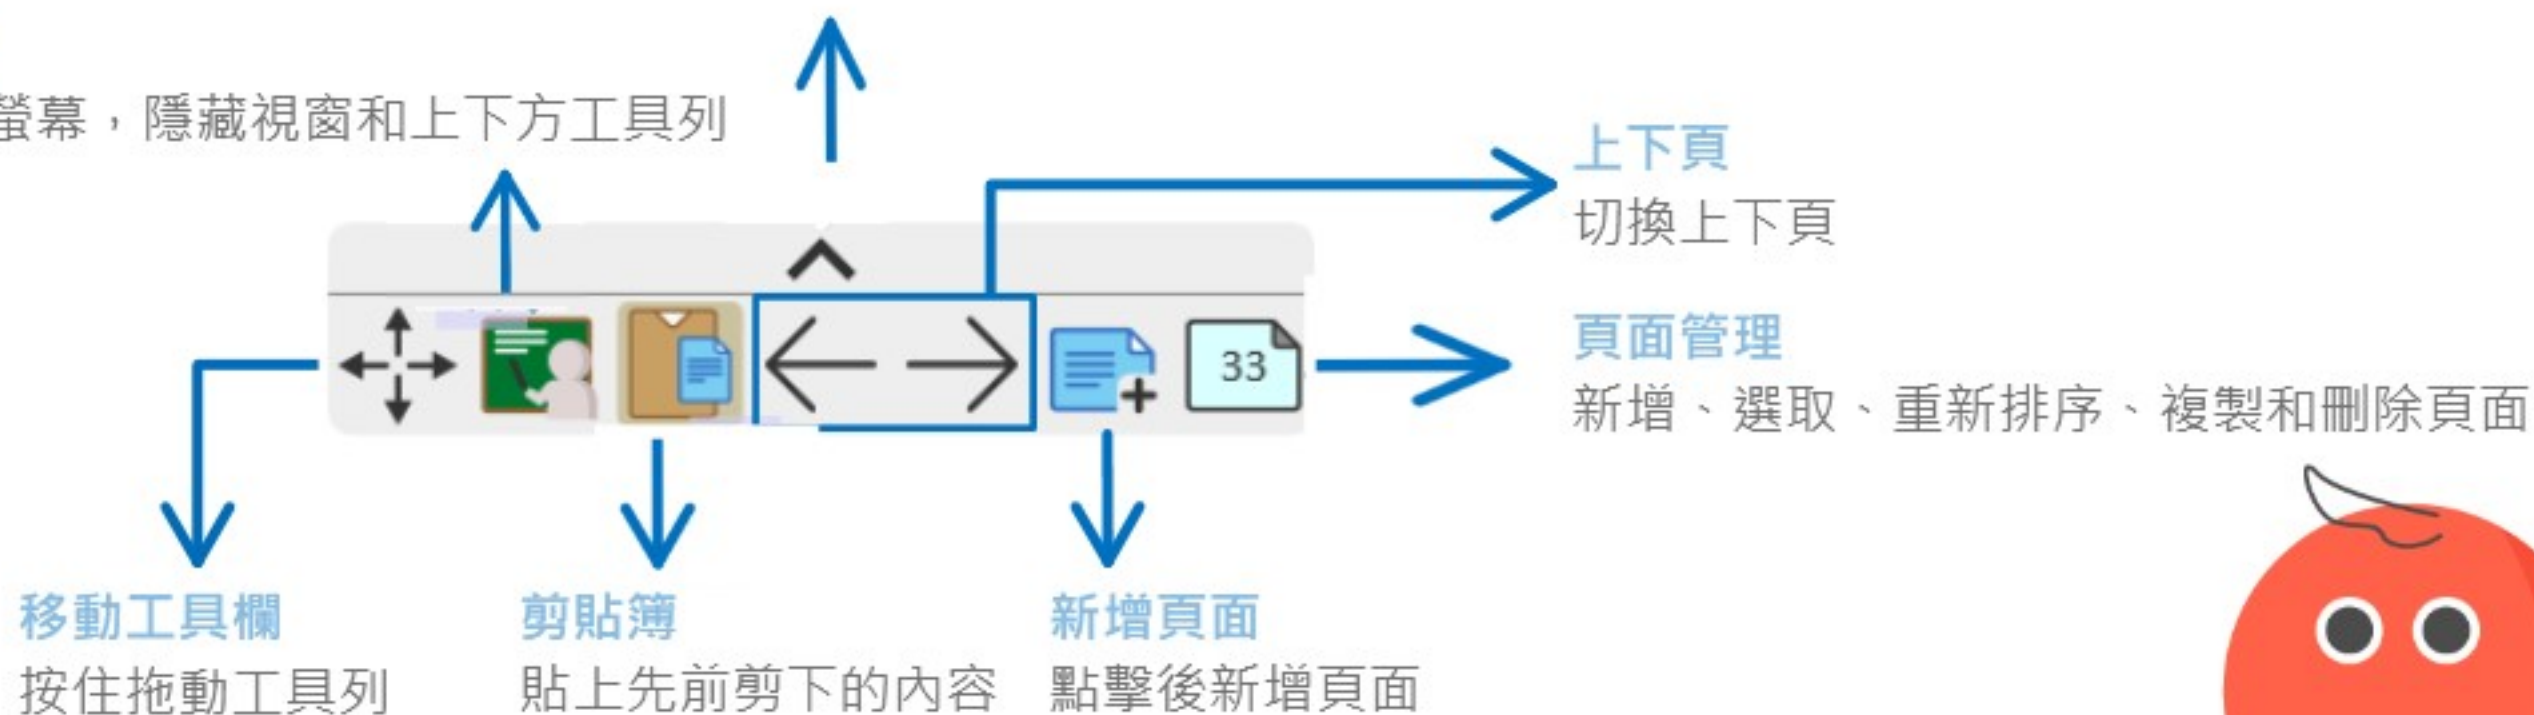 螢幕，隱藏視窗和上下方工具列
上下頁
切換上下頁
33
頁面管理
新增、選取、重新排序、複製和刪除頁面
移動工具欄
按住拖動工具列
剪貼簿
貼上先前剪下的內容
新增頁面
點擊後新增頁面